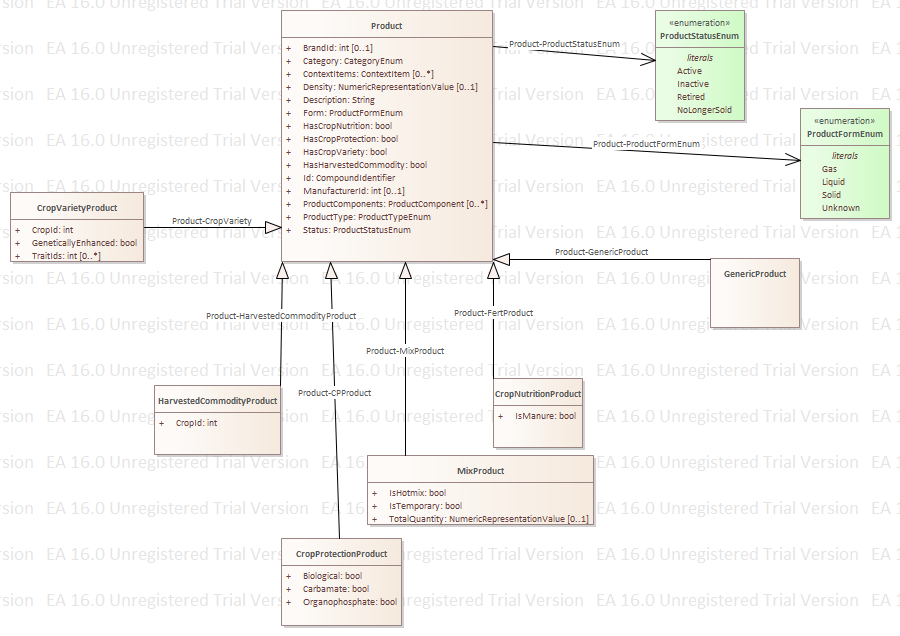 Product
+ BrandId: int [0..1]
+ Category: CategoryEnum
+ ContextItems: ContextItem [0..*]
+ Density: NumericRepresentationValue [0..1]
+ Description: String
+ Form: ProductFormEnum
+ HasCropNutrition: bool
+ HasCropProtection: bool
+ HasCropVariety: bool
+ HasHarvestedCommodity: bool
+ Id: CompoundIdentifier
+ ManufacturerId: int [0..1]
+ ProductComponents: ProductComponent [0..*]
+ ProductType: ProductTypeEnum
+ Status: ProductStatusEnum
Product-ProductStatusEnum
«enumeration»
ProductStatusEnum
literals
Active
Inactive
Retired
NoLongerSold
Product-ProductFormEnum
«enumeration»
ProductFormEnum
literals
Gas
Liquid
Solid
Unknown
CropVarietyProduct
+ CropId: int
+ GeneticallyEnhanced: bool
+ TraitIds: int [0..*]
Product-CropVariety
Product-GenericProduct
GenericProduct
Product-HarvestedCommodityProduct
Product-FertProduct
Product-MixProduct
Product-CPProduct
HarvestedCommodityProduct
+ CropId: int
CropNutritionProduct
+ IsManure: bool
MixProduct
+ IsHotmix: bool
+ IsTemporary: bool
+ TotalQuantity: NumericRepresentationValue [0..1]
CropProtectionProduct
+ Biological: bool
+ Carbamate: bool
+ Organophosphate: bool
EA 16.0 Unregistered Trial Version